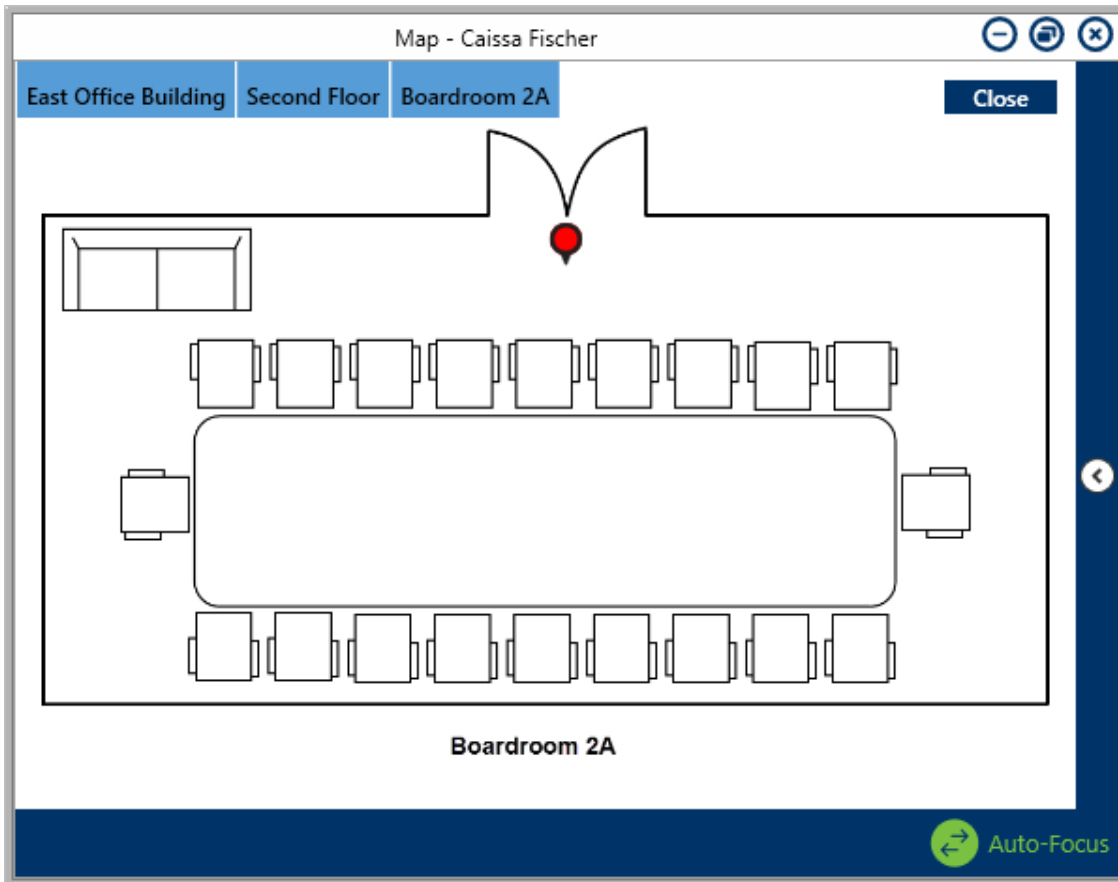 Map - Caissa Fischer
East Office Building Second Floor Boardroom 2A
Close
Boardroom 2A
Auto-Focus